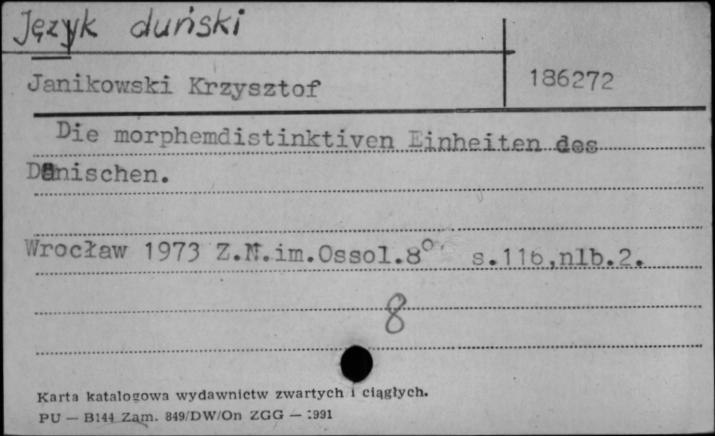 Język duński
Janikowski Krzysztof
186272
Die morphemdistinktiven Einheiten des
Dänischen.
Wrocław 1973 Z.N.im.Ossol.8° s.116,nlb.2.
8
Karta katalogowa wydawnictw zwartych i ciągłych.
PU — B144 Zam. 849/DW/On ZGG — 1991